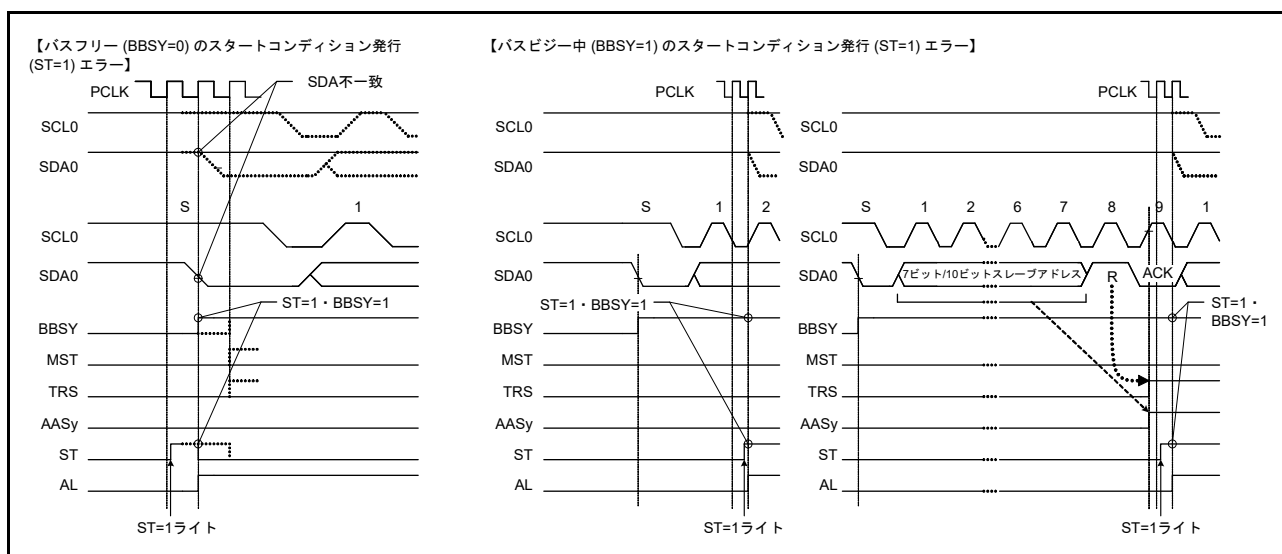 【バスフリー (BBSY=0) のスタートコンディション発行
(ST=1) エラー】
PCLK
SDA不一致
SCL0
SDA0
S
1
SCL0
SDA0
ST=1・BBSY=1
BBSY
MST
TRS
AASy
ST
AL
ST=1ライト
【バスビジー中 (BBSY=1) のスタートコンディション発行 (ST=1) エラー】
PCLK
SCL0
SDA0
S
1
2
SCL0
SDA0
ST=1・BBSY=1
BBSY
MST
TRS
AASy
ST
AL
ST=1ライト
PCLK
SCL0
SDA0
S
1
2
6
7
8
9
1
SCL0
SDA0
7ビット/10ビットスレーブアドレス
R
ACK
ST=1・
BBSY=1
BBSY
MST
TRS
AASy
ST
AL
ST=1ライト